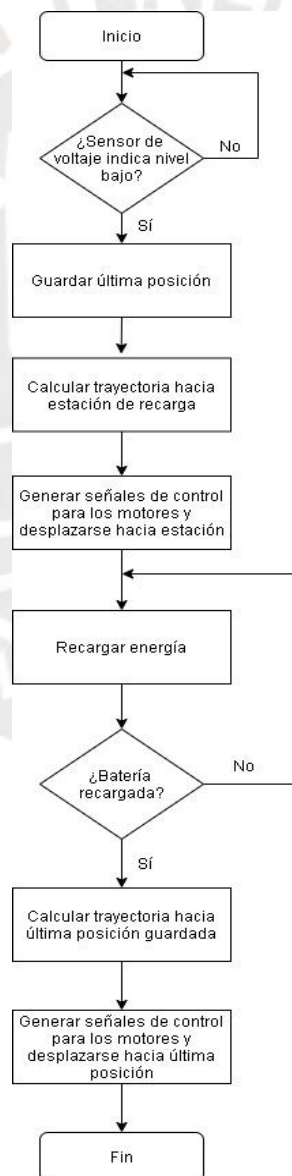 Inicio
¿Sensor de
voltaje indica nivel
bajo?
No
Sí
Guardar última posición
Calcular trayectoria hacia
estación de recarga
Generar señales de control
para los motores y
desplazarse hacia estación
Recargar energía
¿Batería
recargada?
No
Sí
Calcular trayectoria hacia
última posición guardada
Generar señales de control
para los motores y
desplazarse hacia última
posición
Fin